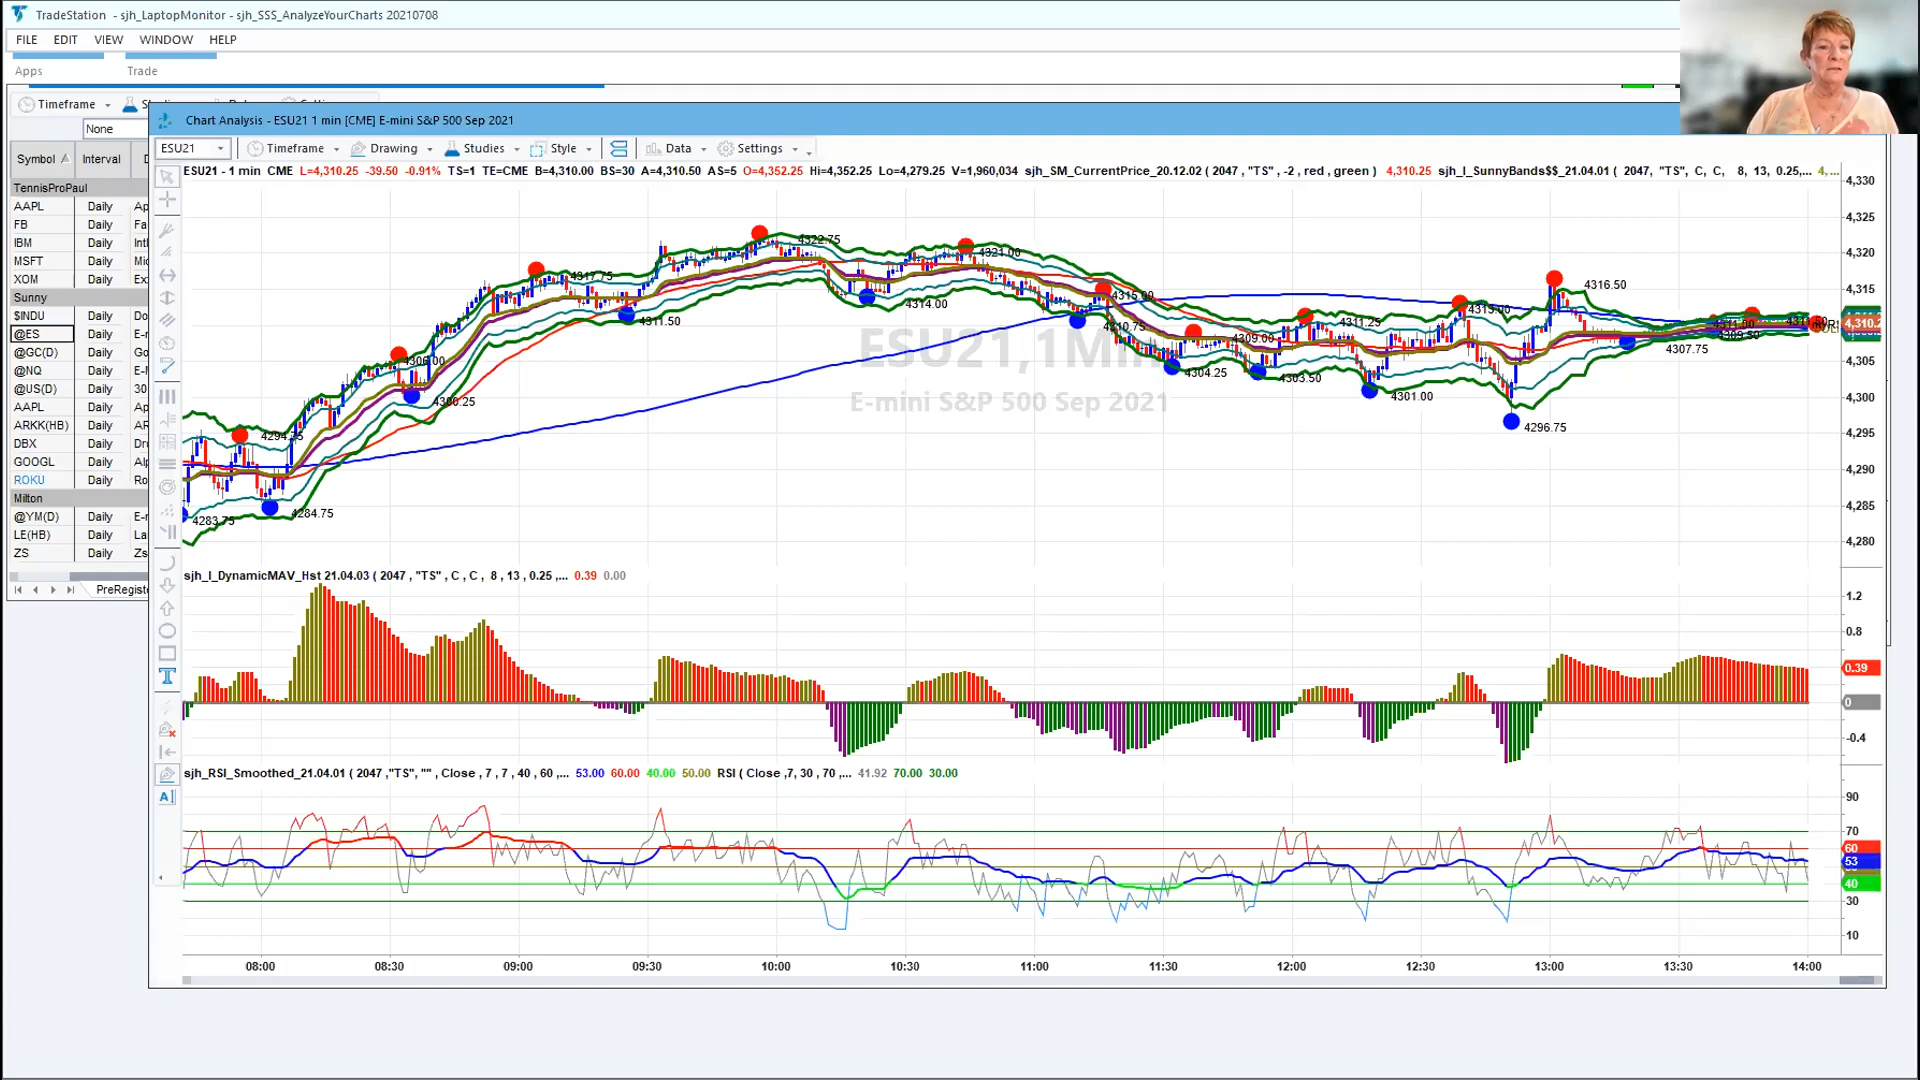 TradeStation - sjh_LaptopMonitor - sjh_SSS_AnalyzeYourCharts 20210708
FILE EDIT VIEW WINDOW HELP
Apps Trade
Timeframe
None
Symbol Interval
TennisProPaul
AAPL Daily
FB Daily
IBM Daily
MSFT Daily
XOM Daily
Sunny
$INDU Daily
@ES Daily
@GC(D) Daily
@NQ Daily
@US(D) Daily
AAPL Daily
ARKK(HB) Daily
DBX Daily
GOOGL Daily
ROKU Daily
Milton
@YM(D) Daily
LE(HB) Daily
ZS Daily
PreRegiste
Chart Analysis - ESU21 1 min [CME] E-mini S&P 500 Sep 2021
ESU21 Timeframe Drawing Studies Style Data Settings
ESU21 - 1 min CME L=4,310.25 -39.50 -0.91% TS=1 TE=CME B=4,310.00 BS=30 A=4,310.50 AS=5 O=4,352.25 Hi=4,352.25 Lo=4,279.25 V=1,960,034 sjh_SM_CurrentPrice_20.12.02 ( 2047 , "TS" , -2 , red , green ) 4,310.25 sjh_I_SunnyBands$$_21.04.01 ( 2047, "TS", C, C, 8, 13, 0.25,... 4,...
ESU21,1Min
E-mini S&P 500 Sep 2021
4283.75
4294.75
4284.75
4306.00
4300.25
4317.75
4311.50
4322.75
4314.00
4321.00
4310.75
4315.00
4304.25
4309.00
4303.50
4311.25
4301.00
4313.00
4296.75
4316.50
4307.75
4311.00
4309.50
4,330
4,325
4,320
4,315
4,310.2
4,305
4,300
4,295
4,290
4,285
4,280
sjh_I_DynamicMAV_Hst 21.04.03 ( 2047 , "TS" , C , C , 8 , 13 , 0.25 ,... 0.39 0.00
1.2
0.8
0.39
0
-0.4
sjh_RSI_Smoothed_21.04.01 ( 2047 ,"TS", "" , Close , 7 , 7 , 40 , 60 ,... 53.00 60.00 40.00 50.00 RSI ( Close ,7, 30 , 70 ,... 41.92 70.00 30.00
90
70
60
53
40
30
10
08:00 08:30 09:00 09:30 10:00 10:30 11:00 11:30 12:00 12:30 13:00 13:30 14:00